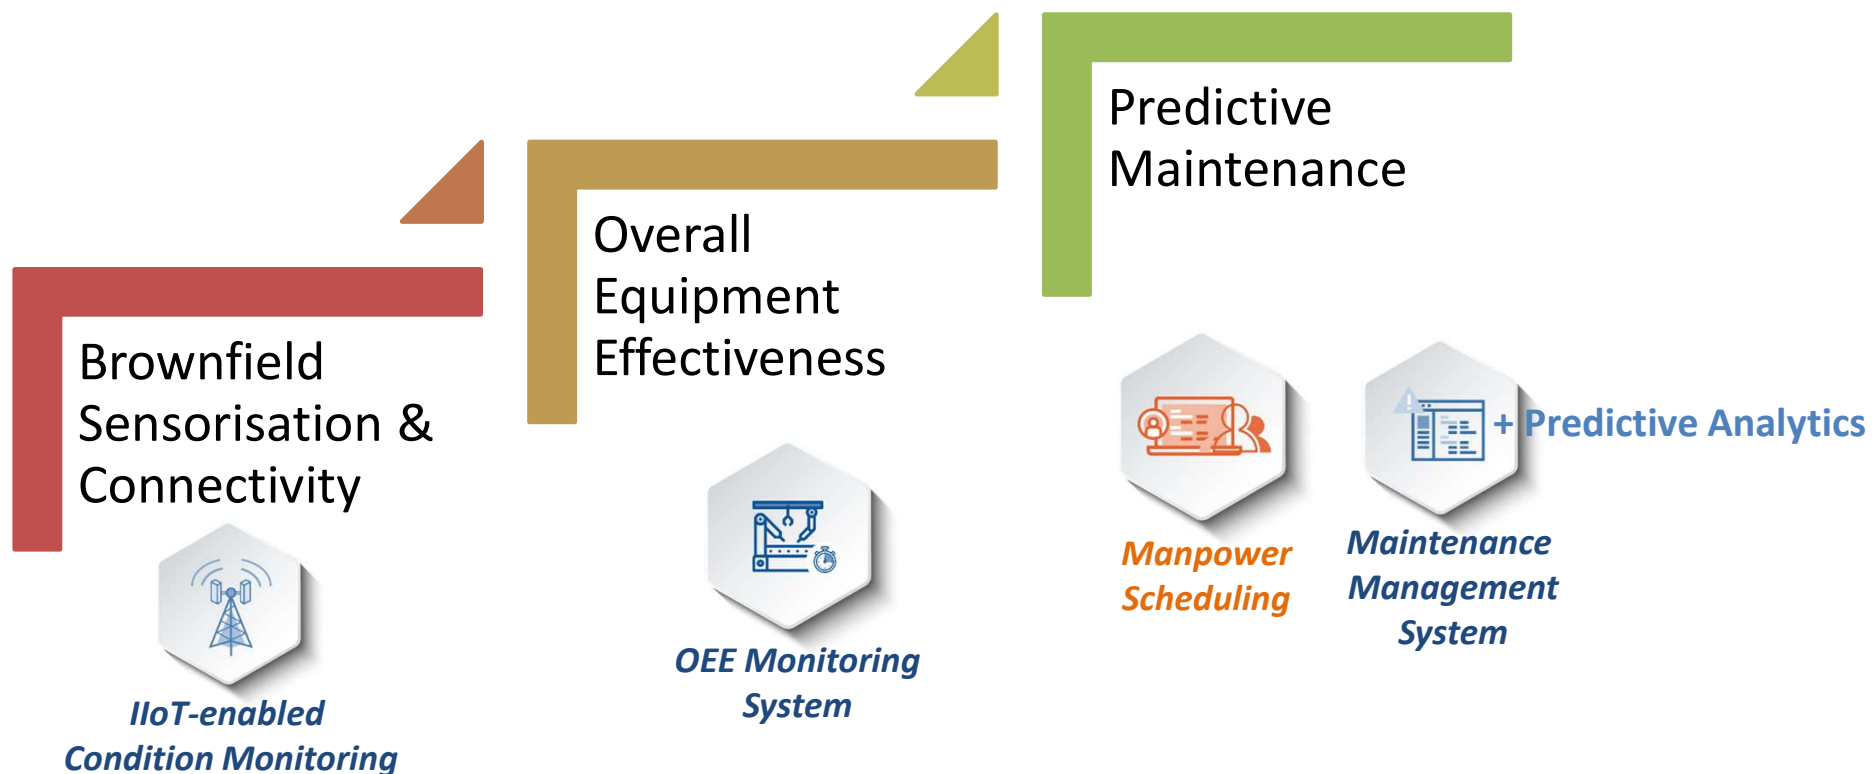 Brownfield
Sensorisation &
Connectivity
IIoT-enabled
Condition Monitoring
Overall
Equipment
Effectiveness
OEE Monitoring
System
Predictive
Maintenance
Manpower
Scheduling
Maintenance
Management
System
+ Predictive Analytics